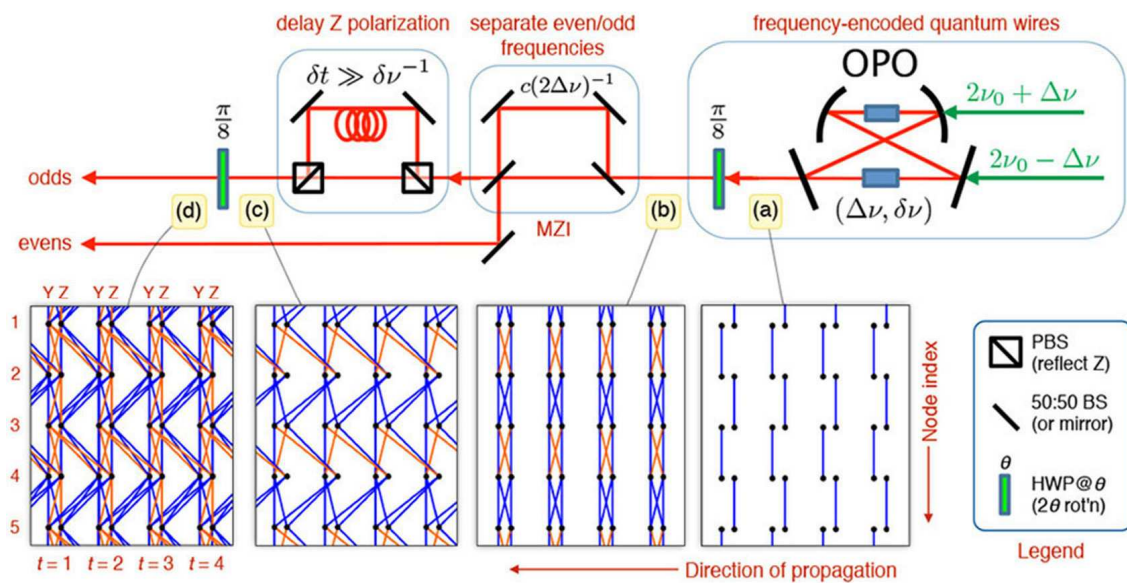 delay Z polarization
separate even/odd
frequencies
frequency-encoded quantum wires
δt ≫ δν⁻¹
c(2Δν)⁻¹
OPO
2ν₀ + Δν
2ν₀ − Δν
(Δν, δν)
π/8
π/8
odds
evens
MZI
(d)
(c)
(b)
(a)
Y Z Y Z Y Z Y Z
1
2
3
4
5
t = 1 t = 2 t = 3 t = 4
Direction of propagation
Node index
PBS
(reflect Z)
50:50 BS
(or mirror)
θ
HWP@θ
(2θ rot'n)
Legend